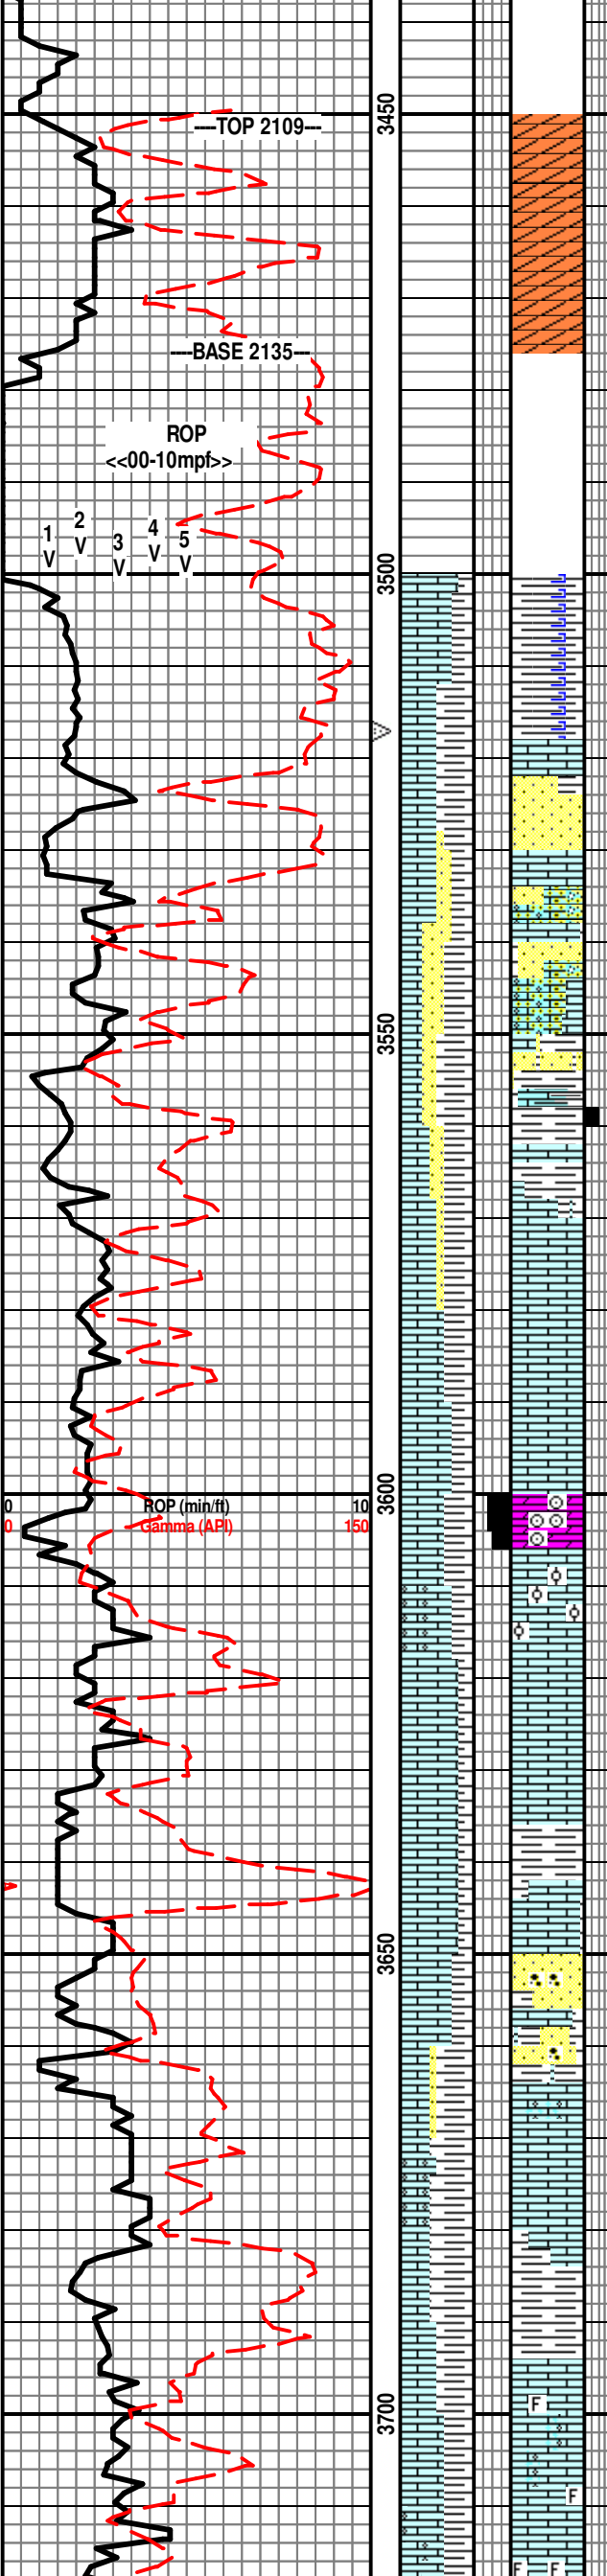 3450
----TOP 2109---
----BASE 2135---
ROP
<<00-10mpf>>
1 2 3 4 5
V V V V V
3500
3550
3600
0 ROP (min/ft) 10
0 Gamma (API) 150
3650
3700
F
F
F F